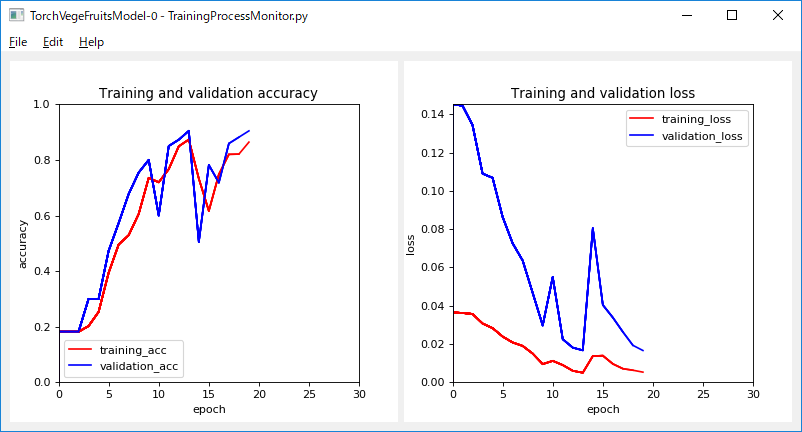 TorchVegeFruitsModel-0 - TrainingProcessMonitor.py
File Edit Help
Training and validation accuracy
1.0
0.8
0.6
0.4
0.2
0.0
accuracy
training_acc
validation_acc
0 5 10 15 20 25 30
epoch
Training and validation loss
training_loss
validation_loss
0.14
0.12
0.10
0.08
0.06
0.04
0.02
0.00
loss
0 5 10 15 20 25 30
epoch